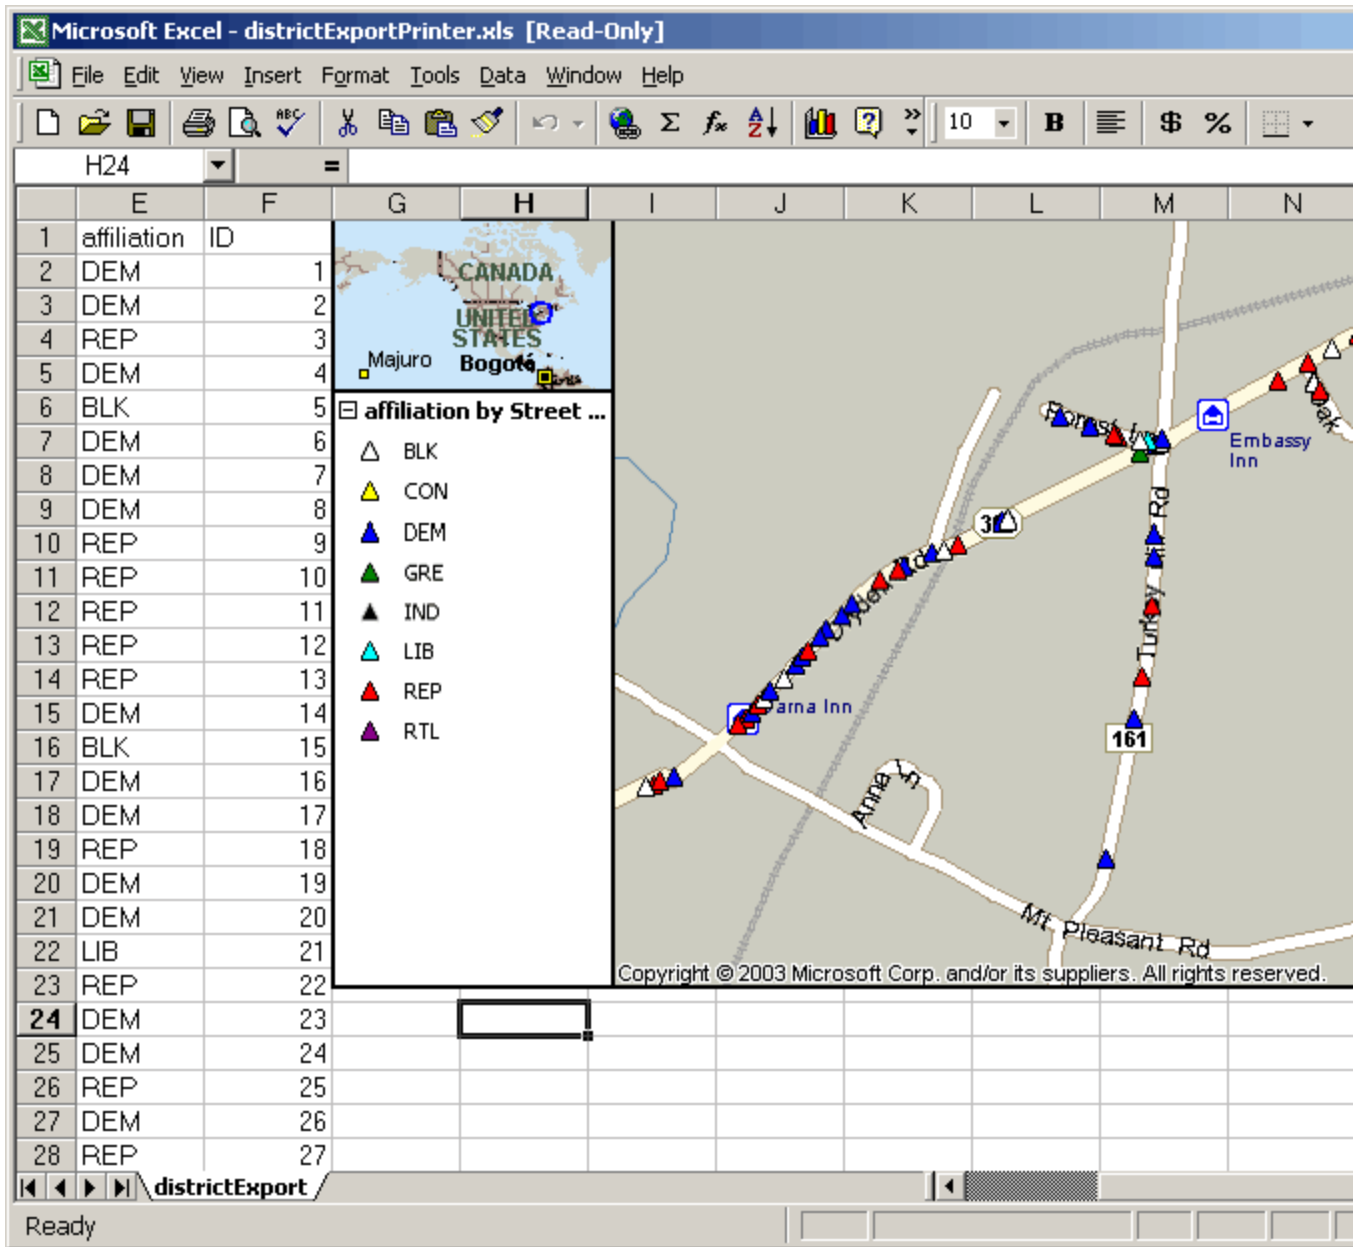 Microsoft Excel - districtExportPrinter.xls [Read-Only]
File Edit View Insert Format Tools Data Window Help
ABC Σ fx A Z ? » 10 B $ %
H24 =
E F G H I J K L M N
1 affiliation ID
2 DEM 1
3 DEM 2
4 REP 3
5 DEM 4
6 BLK 5
7 DEM 6
8 DEM 7
9 DEM 8
10 REP 9
11 REP 10
12 REP 11
13 REP 12
14 REP 13
15 DEM 14
16 BLK 15
17 DEM 16
18 DEM 17
19 REP 18
20 DEM 19
21 DEM 20
22 LIB 21
23 REP 22
24 DEM 23
25 DEM 24
26 REP 25
27 DEM 26
28 REP 27
CANADA
UNITED
STATES
Majuro
Bogotá
affiliation by Street ...
BLK
CON
DEM
GRE
IND
LIB
REP
RTL
Embassy
Inn
Rd
161
Anne Ln
Mt Pleasant Rd
Copyright © 2003 Microsoft Corp. and/or its suppliers. All rights reserved.
districtExport
Ready